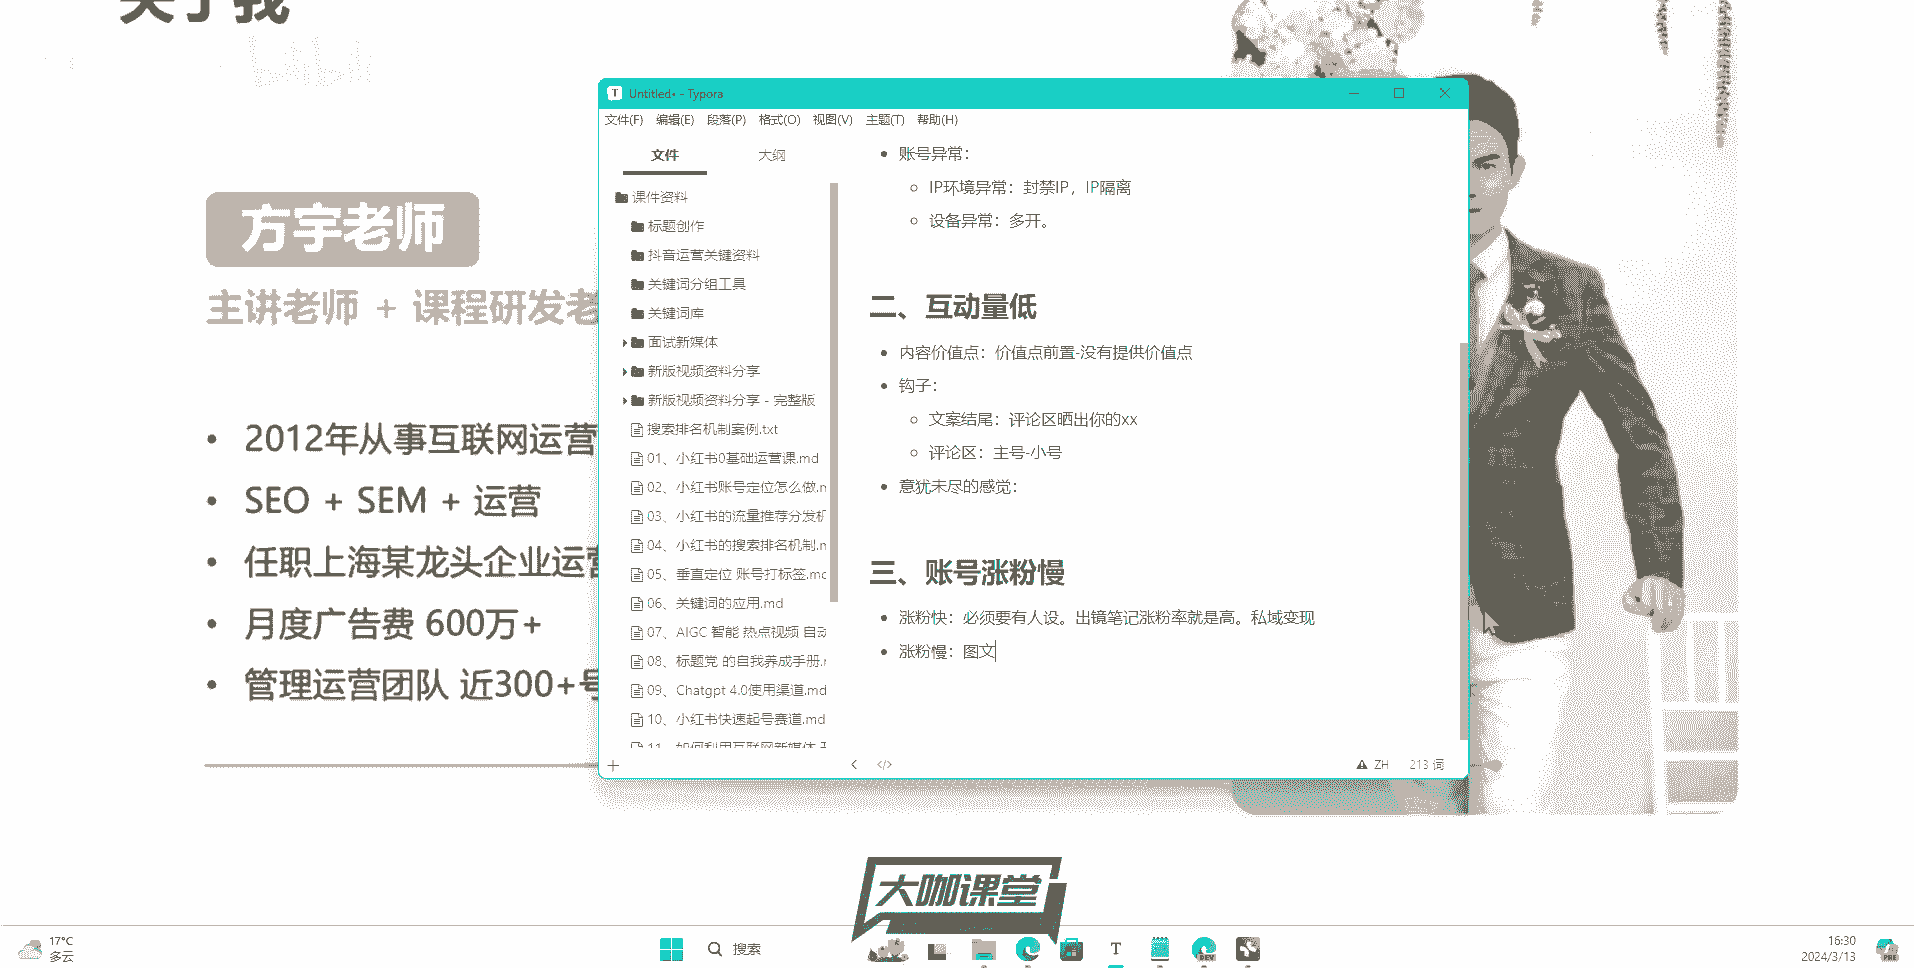 关于我
bilibili
方宇老师
主讲老师 + 课程研发老
2012年从事互联网运营
SEO + SEM + 运营
任职上海某龙头企业运营
月度广告费 600万+
管理运营团队 近300+号
Untitled• - Typora
文件(F) 编辑(E) 段落(P) 格式(O) 视图(V) 主题(T) 帮助(H)
文件 大纲
课件资料
标题创作
抖音运营关键资料
关键词分组工具
关键词库
面试新媒体
新版视频资料分享
新版视频资料分享 - 完整版
搜索排名机制案例.txt
01、小红书0基础运营课.md
02、小红书账号定位怎么做.m
03、小红书的流量推荐分发机
04、小红书的搜索排名机制.m
05、垂直定位 账号打标签.md
06、关键词的应用.md
07、AIGC 智能 热点视频 自动
08、标题党 的自我养成手册.m
09、Chatgpt 4.0使用渠道.md
10、小红书快速起号赛道.md
11、如何利用互联网新媒体
账号异常：
IP环境异常：封禁IP，IP隔离
设备异常：多开。
二、互动量低
内容价值点：价值点前置-没有提供价值点
钩子：
文案结尾：评论区晒出你的xx
评论区：主号-小号
意犹未尽的感觉：
三、账号涨粉慢
涨粉快：必须要有人设。出镜笔记涨粉率就是高。私域变现
涨粉慢：图文
ZH 213 词
大咖课堂
17°C
多云
搜索
16:30
2024/3/13